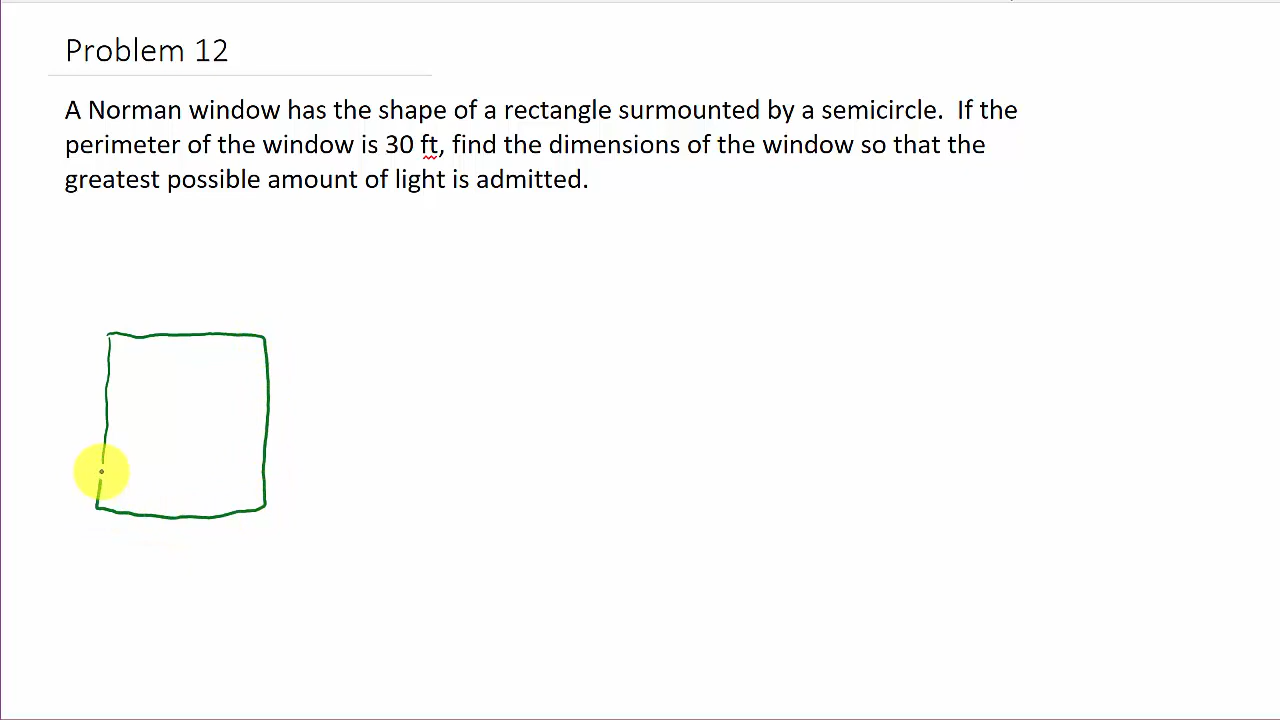 Problem 12
A Norman window has the shape of a rectangle surmounted by a semicircle.  If the
perimeter of the window is 30 ft, find the dimensions of the window so that the
greatest possible amount of light is admitted.